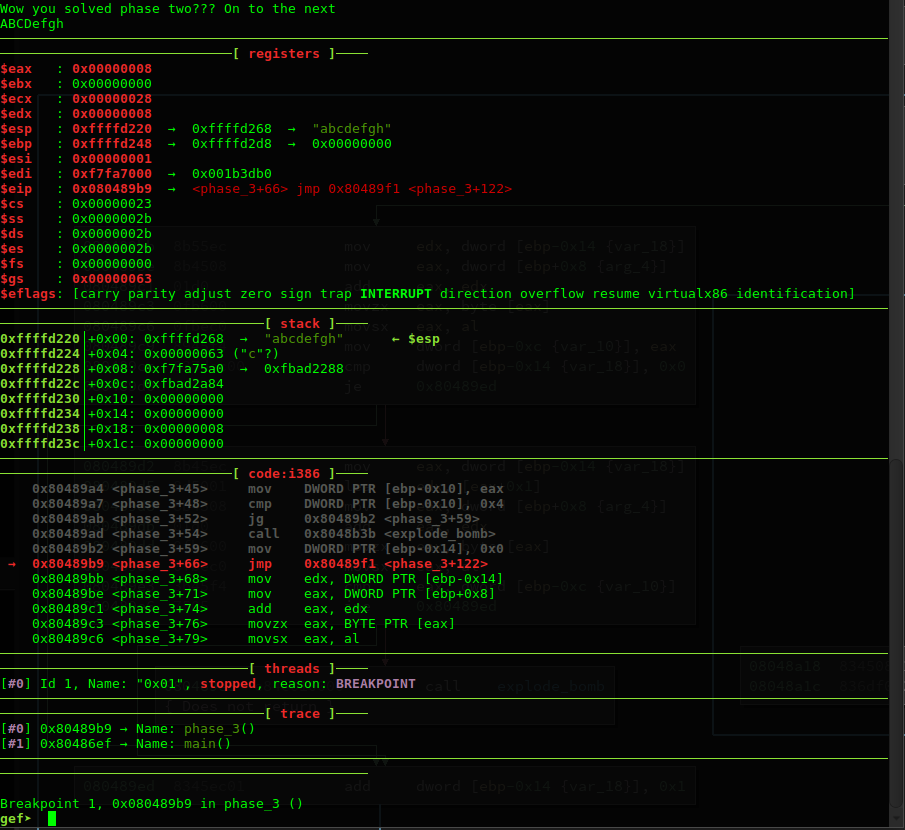 Wow you solved phase two??? On to the next
ABCDefgh
[ registers ]
$eax : 0x00000008
$ebx : 0x00000000
$ecx : 0x00000028
$edx : 0x00000008
$esp : 0xffffd220 → 0xffffd268 → "abcdefgh"
$ebp : 0xffffd248 → 0xffffd2d8 → 0x00000000
$esi : 0x00000001
$edi : 0xf7fa7000 → 0x001b3db0
$eip : 0x080489b9 → <phase_3+66> jmp 0x80489f1 <phase_3+122>
$cs : 0x00000023
$ss : 0x0000002b
$ds : 0x0000002b
$es : 0x0000002b
$fs : 0x00000000
$gs : 0x00000063
$eflags: [carry parity adjust zero sign trap INTERRUPT direction overflow resume virtualx86 identification]
[ stack ]
0xffffd220|+0x00: 0xffffd268 → "abcdefgh" ← $esp
0xffffd224|+0x04: 0x00000063 ("c"?)
0xffffd228|+0x08: 0xf7fa75a0 → 0xfbad2288
0xffffd22c|+0x0c: 0xfbad2a84
0xffffd230|+0x10: 0x00000000
0xffffd234|+0x14: 0x00000000
0xffffd238|+0x18: 0x00000008
0xffffd23c|+0x1c: 0x00000000
[ code:i386 ]
0x80489a4 <phase_3+45> mov DWORD PTR [ebp-0x10], eax
0x80489a7 <phase_3+48> cmp DWORD PTR [ebp-0x10], 0x4
0x80489ab <phase_3+52> jg 0x80489b2 <phase_3+59>
0x80489ad <phase_3+54> call 0x8048b3b <explode_bomb>
0x80489b2 <phase_3+59> mov DWORD PTR [ebp-0x14], 0x0
→ 0x80489b9 <phase_3+66> jmp 0x80489f1 <phase_3+122>
0x80489bb <phase_3+68> mov edx, DWORD PTR [ebp-0x14]
0x80489be <phase_3+71> mov eax, DWORD PTR [ebp+0x8]
0x80489c1 <phase_3+74> add eax, edx
0x80489c3 <phase_3+76> movzx eax, BYTE PTR [eax]
0x80489c6 <phase_3+79> movsx eax, al
[ threads ]
[#0] Id 1, Name: "0x01", stopped, reason: BREAKPOINT
[ trace ]
[#0] 0x80489b9 → Name: phase_3()
[#1] 0x80486ef → Name: main()
Breakpoint 1, 0x080489b9 in phase_3 ()
gef➤